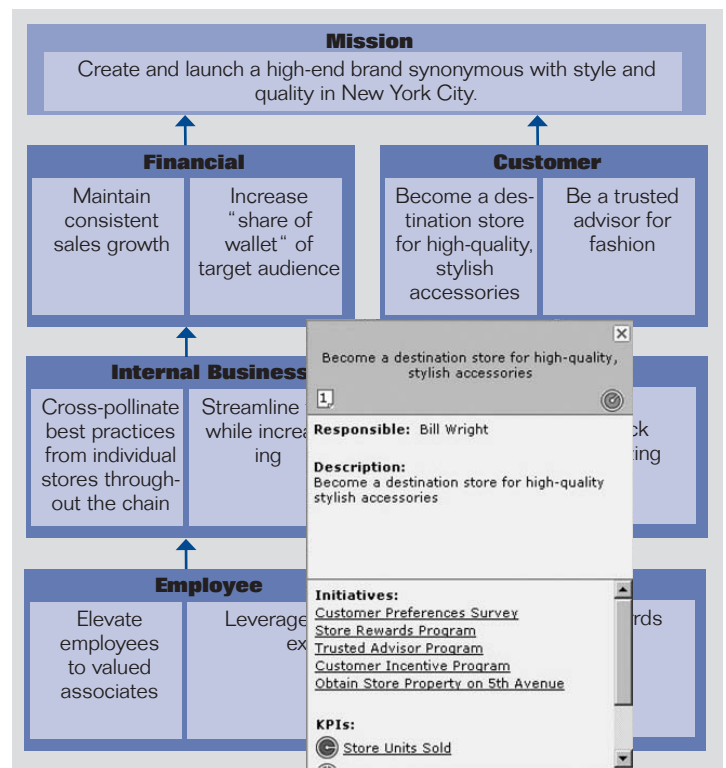 Mission
Create and launch a high-end brand synonymous with style and
quality in New York City.
Financial
Maintain
consistent
sales growth
Increase
“share of
wallet“ of
target audience
Customer
Become a des-
tination store
for high-quality,
stylish
accessories
Be a trusted
advisor for
fashion
Internal Business
Cross-pollinate
best practices
from individual
stores through-
out the chain
Streamline
while
ing
Employee
Elevate
employees
to valued
associates
Leverage
Become a destination store for high-quality,
stylish accessories
1
Responsible: Bill Wright
Description:
Become a destination store for high-quality
stylish accessories
Initiatives:
Customer Preferences Survey
Store Rewards Program
Trusted Advisor Program
Customer Incentive Program
Obtain Store Property on 5th Avenue
KPIs:
Store Units Sold